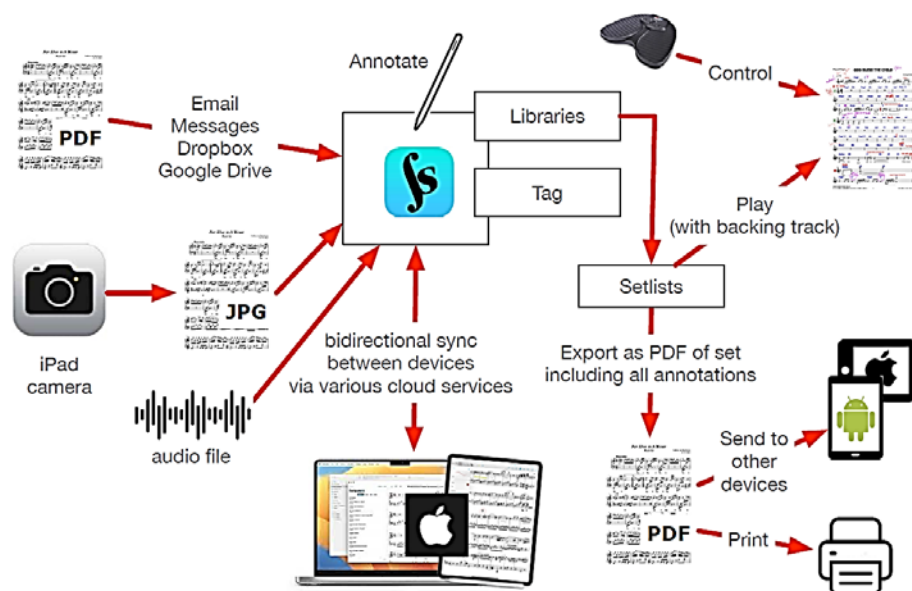 Annotate
Control
PDF
Email
Messages
Dropbox
Google Drive
Libraries
Tag
Play
(with backing track)
Setlists
JPG
iPad
camera
audio file
bidirectional sync
between devices
via various cloud services
Export as PDF of set
including all annotations
Send to
other
devices
PDF
Print